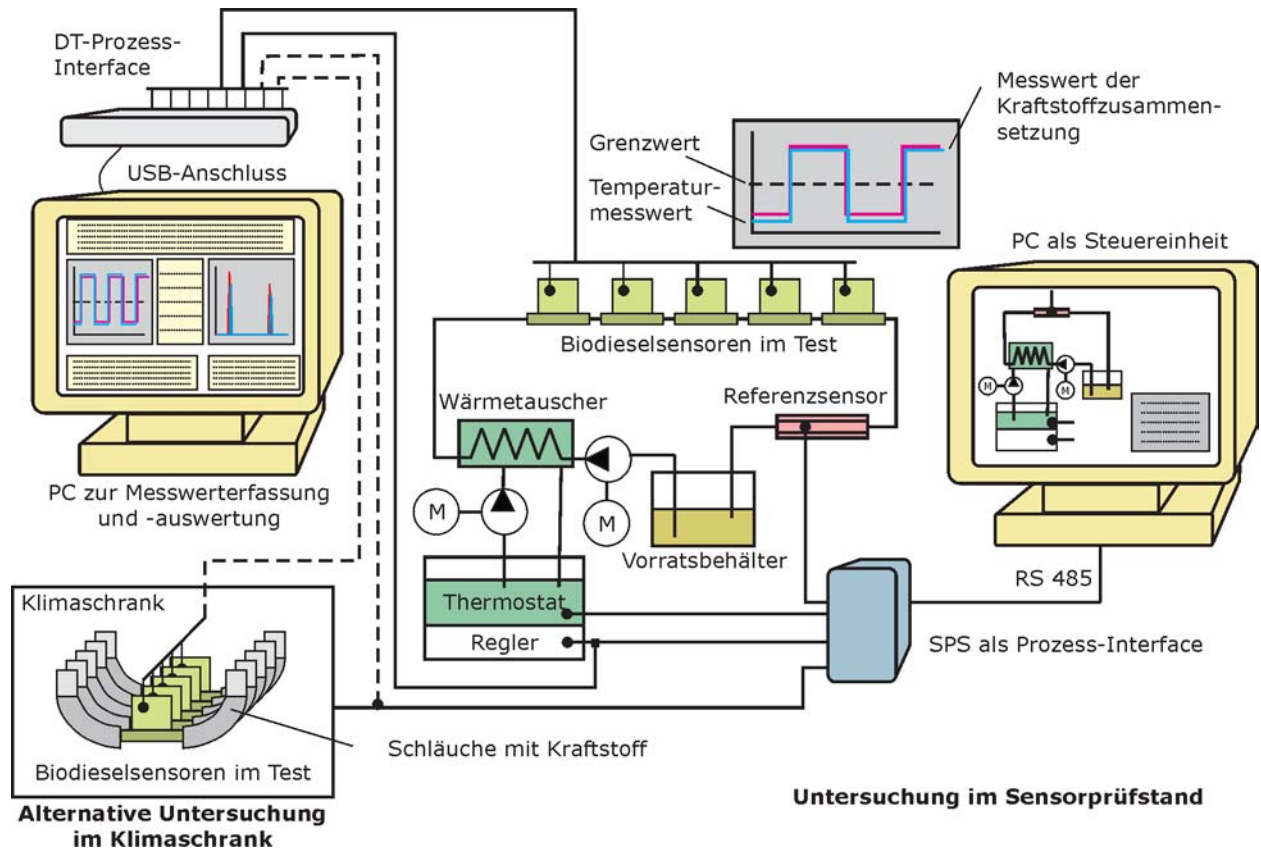 DT-Prozess-
Interface
USB-Anschluss
PC zur Messwerterfassung
und -auswertung
Messwert der
Kraftstoffzusammen-
setzung
Grenzwert
Temperatur-
messwert
PC als Steuereinheit
M
M
Biodieselsensoren im Test
Wärmetauscher
Referenzsensor
M
M
Vorratsbehälter
Thermostat
Regler
RS 485
SPS als Prozess-Interface
Klimaschrank
Schläuche mit Kraftstoff
Biodieselsensoren im Test
Alternative Untersuchung
im Klimaschrank
Untersuchung im Sensorprüfstand